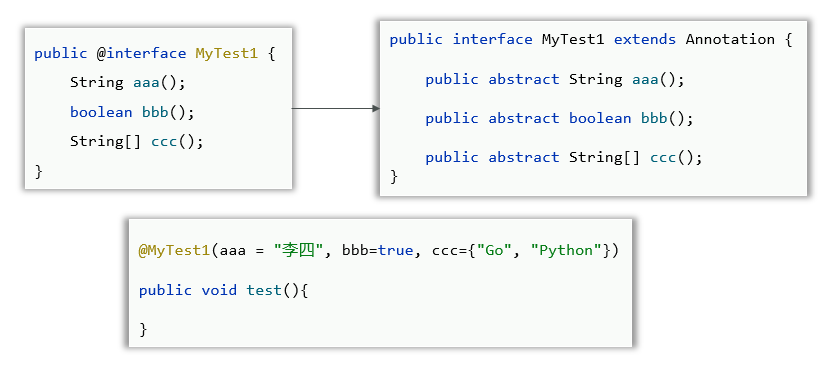 public @interface MyTest1 {
String aaa();
boolean bbb();
String[] ccc();
}
public interface MyTest1 extends Annotation {
public abstract String aaa();
public abstract boolean bbb();
public abstract String[] ccc();
}
@MyTest1(aaa = "李四", bbb=true, ccc={"Go", "Python"})
public void test(){
}